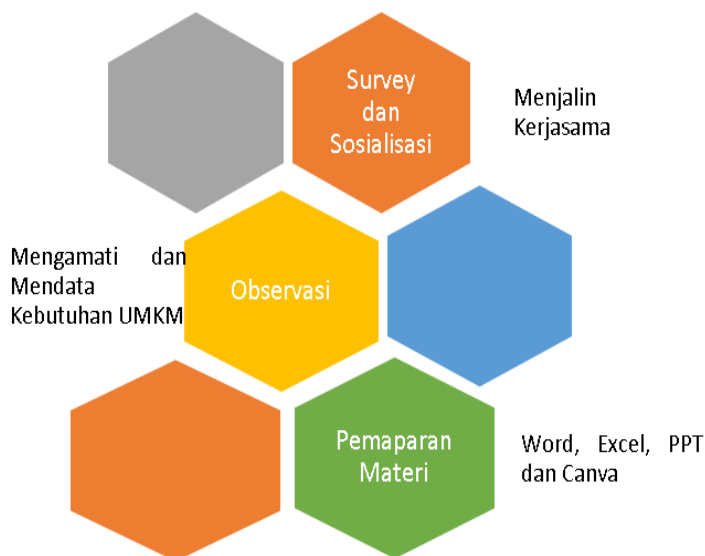 Survey
dan
Sosialisasi
Menjalin
Kerjasama
Mengamati dan
Mendata
Kebutuhan UMKM
Observasi
Pemaparan
Materi
Word, Excel, PPT
dan Canva